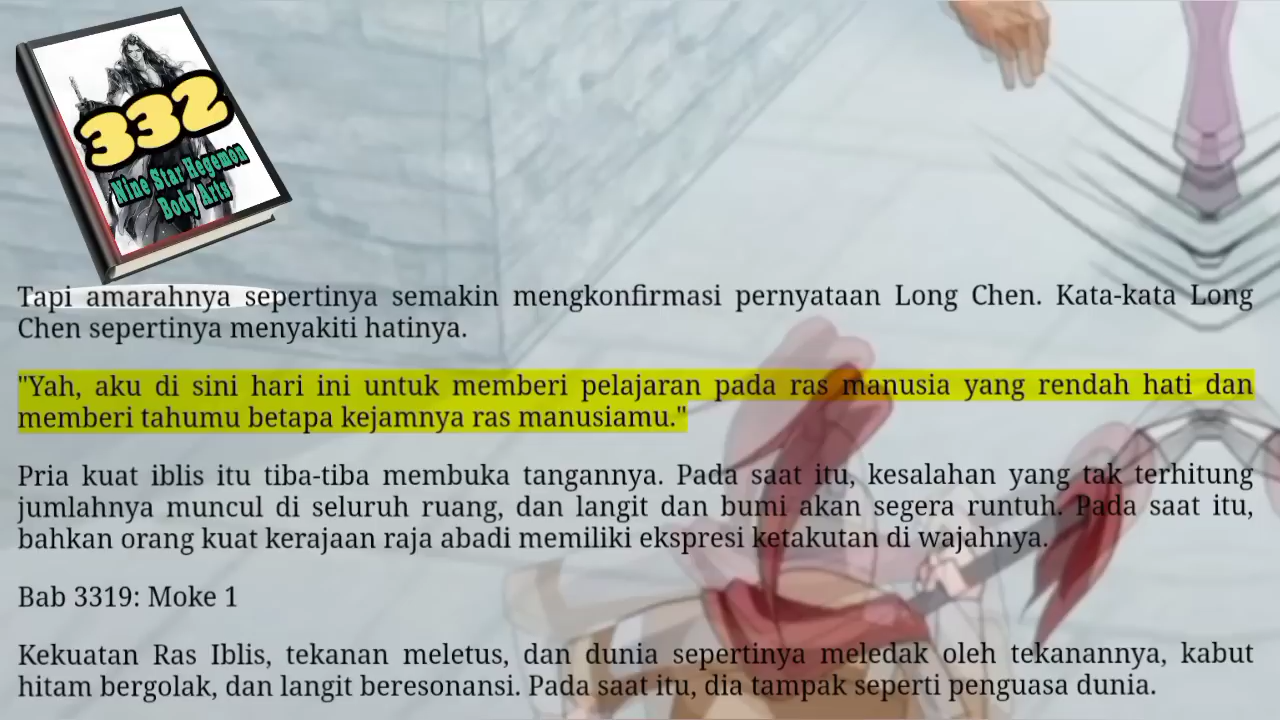 332
Nine Star Hegemon
Body Arts
Tapi amarahnya sepertinya semakin mengkonfirmasi pernyataan Long Chen. Kata-kata Long
Chen sepertinya menyakiti hatinya.
"Yah, aku di sini hari ini untuk memberi pelajaran pada ras manusia yang rendah hati dan
memberi tahumu betapa kejamnya ras manusiamu."
Pria kuat iblis itu tiba-tiba membuka tangannya. Pada saat itu, kesalahan yang tak terhitung
jumlahnya muncul di seluruh ruang, dan langit dan bumi akan segera runtuh. Pada saat itu,
bahkan orang kuat kerajaan raja abadi memiliki ekspresi ketakutan di wajahnya.
Bab 3319: Moke 1
Kekuatan Ras Iblis, tekanan meletus, dan dunia sepertinya meledak oleh tekanannya, kabut
hitam bergolak, dan langit beresonansi. Pada saat itu, dia tampak seperti penguasa dunia.